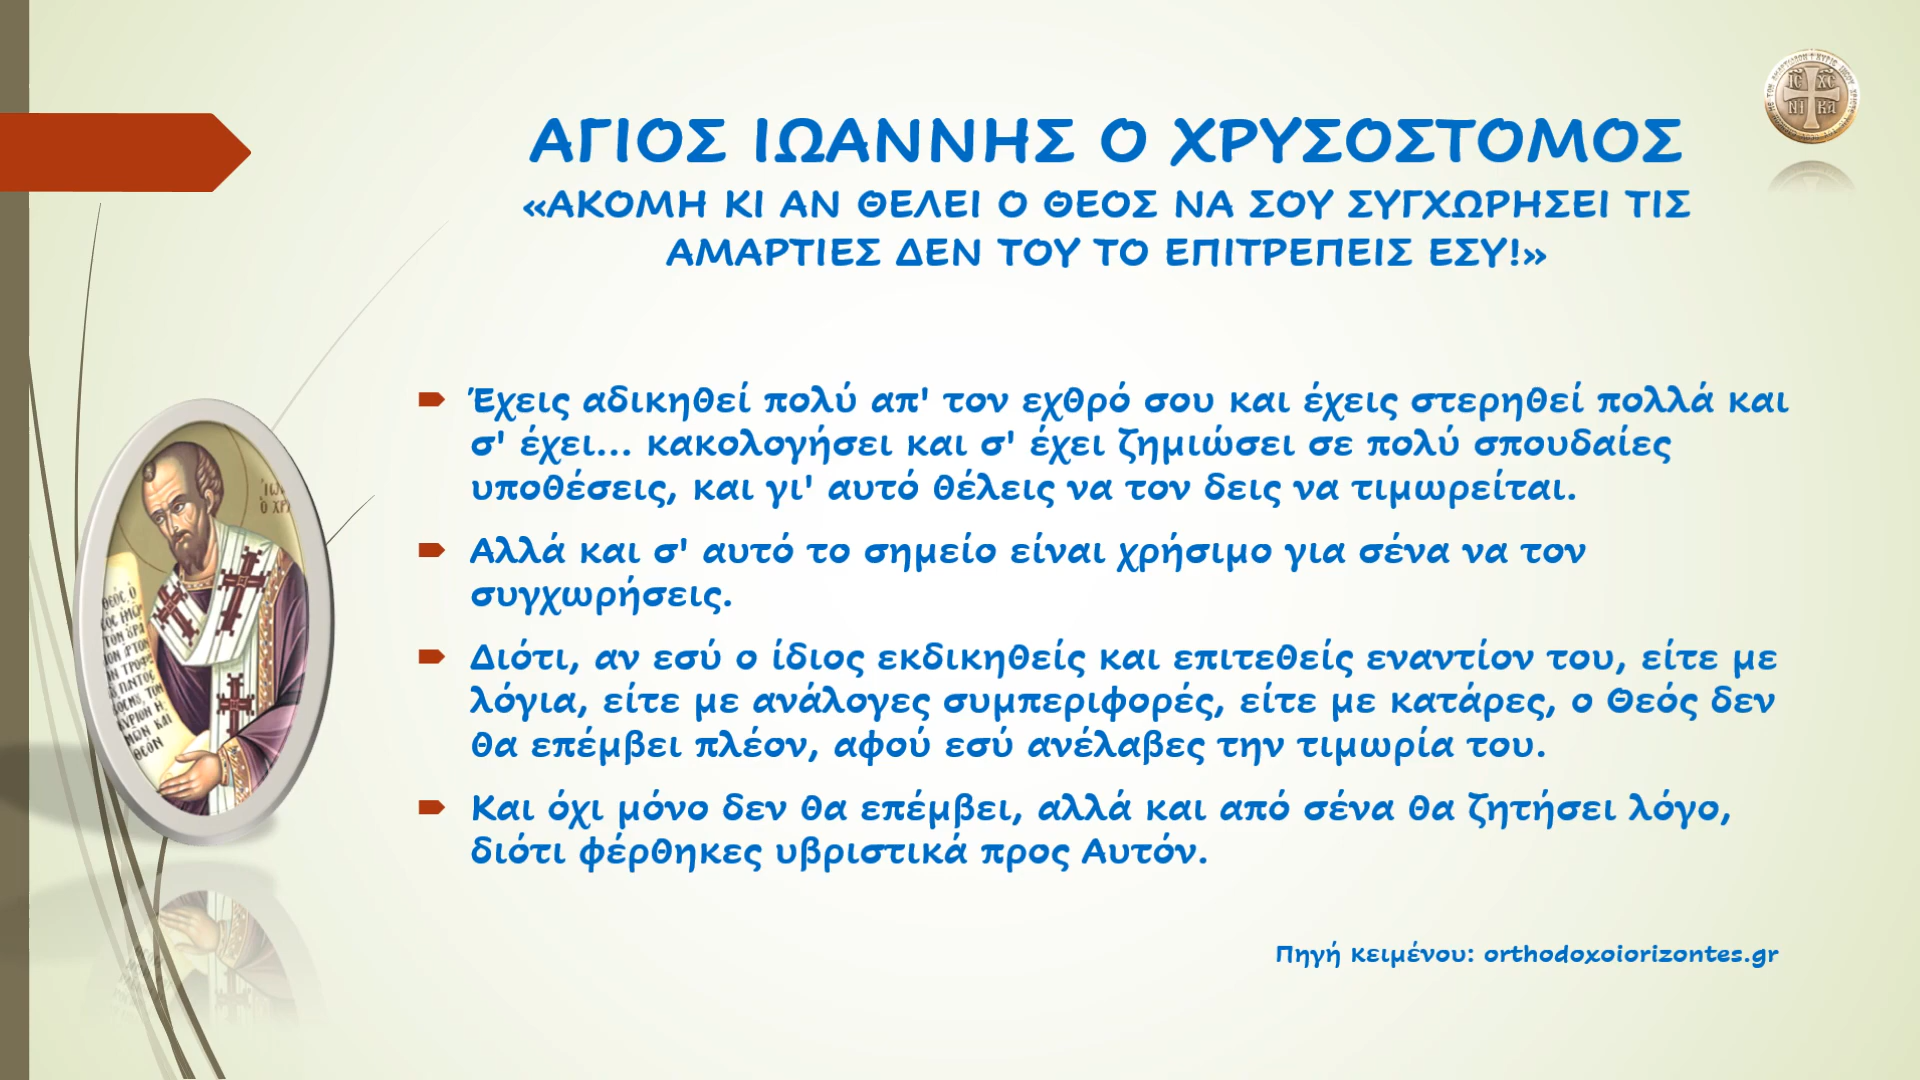 ΑΓΙΟΣ ΙΩΑΝΝΗΣ Ο ΧΡΥΣΟΣΤΟΜΟΣ
«ΑΚΟΜΗ ΚΙ ΑΝ ΘΕΛΕΙ Ο ΘΕΟΣ ΝΑ ΣΟΥ ΣΥΓΧΩΡΗΣΕΙ ΤΙΣ
ΑΜΑΡΤΙΕΣ ΔΕΝ ΤΟΥ ΤΟ ΕΠΙΤΡΕΠΕΙΣ ΕΣΥ!»
Έχεις αδικηθεί πολύ απ' τον εχθρό σου και έχεις στερηθεί πολλά και
σ' έχει... κακολογήσει και σ' έχει ζημιώσει σε πολύ σπουδαίες
υποθέσεις, και γι' αυτό θέλεις να τον δεις να τιμωρείται.
Αλλά και σ' αυτό το σημείο είναι χρήσιμο για σένα να τον
συγχωρήσεις.
Διότι, αν εσύ ο ίδιος εκδικηθείς και επιτεθείς εναντίον του, είτε με
λόγια, είτε με ανάλογες συμπεριφορές, είτε με κατάρες, ο Θεός δεν
θα επέμβει πλέον, αφού εσύ ανέλαβες την τιμωρία του.
Και όχι μόνο δεν θα επέμβει, αλλά και από σένα θα ζητήσει λόγο,
διότι φέρθηκες υβριστικά προς Αυτόν.
Πηγή κειμένου: orthodoxoiorizontes.gr
IC XC
ΝΙ ΚΑ